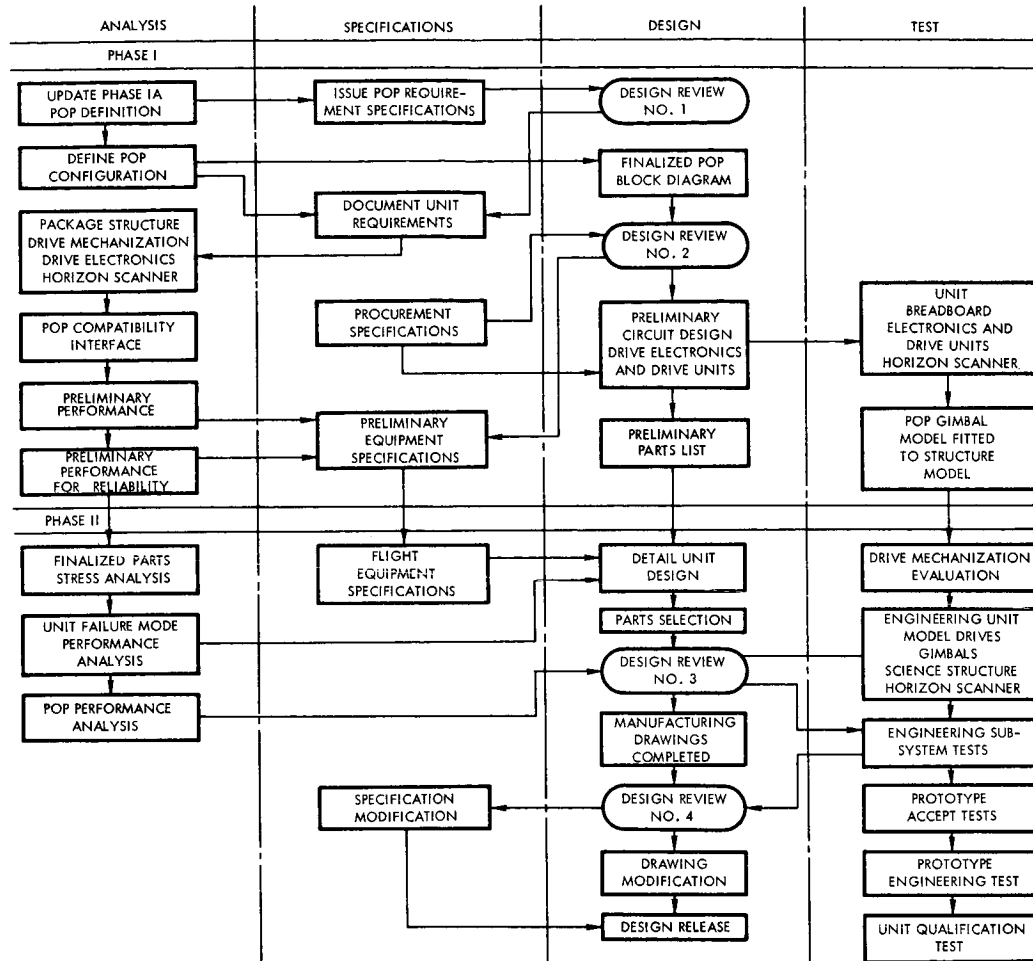 ANALYSIS
SPECIFICATIONS
DESIGN
TEST
PHASE I
UPDATE PHASE IA
POP DEFINITION
ISSUE POP REQUIRE-
MENT SPECIFICATIONS
DESIGN REVIEW
NO. 1
DEFINE POP
CONFIGURATION
FINALIZED POP
BLOCK DIAGRAM
DOCUMENT UNIT
REQUIREMENTS
PACKAGE STRUCTURE
DRIVE MECHANIZATION
DRIVE ELECTRONICS
HORIZON SCANNER
DESIGN REVIEW
NO. 2
POP COMPATIBILITY
INTERFACE
PROCUREMENT
SPECIFICATIONS
PRELIMINARY
CIRCUIT DESIGN
DRIVE ELECTRONICS
AND DRIVE UNITS
UNIT
BREADBOARD
ELECTRONICS AND
DRIVE UNITS
HORIZON SCANNER
PRELIMINARY
PERFORMANCE
PRELIMINARY
EQUIPMENT
SPECIFICATIONS
PRELIMINARY
PARTS LIST
POP GIMBAL
MODEL FITTED
TO STRUCTURE
MODEL
PRELIMINARY
PERFORMANCE
FOR RELIABILITY
PHASE II
FINALIZED PARTS
STRESS ANALYSIS
FLIGHT
EQUIPMENT
SPECIFICATIONS
DETAIL UNIT
DESIGN
DRIVE MECHANIZATION
EVALUATION
UNIT FAILURE MODE
PERFORMANCE
ANALYSIS
PARTS SELECTION
ENGINEERING UNIT
MODEL DRIVES
GIMBALS
SCIENCE STRUCTURE
HORIZON SCANNER
DESIGN REVIEW
NO. 3
POP PERFORMANCE
ANALYSIS
MANUFACTURING
DRAWINGS
COMPLETED
ENGINEERING SUB-
SYSTEM TESTS
SPECIFICATION
MODIFICATION
DESIGN REVIEW
NO. 4
PROTOTYPE
ACCEPT TESTS
DRAWING
MODIFICATION
PROTOTYPE
ENGINEERING TEST
DESIGN RELEASE
UNIT QUALIFICATION
TEST